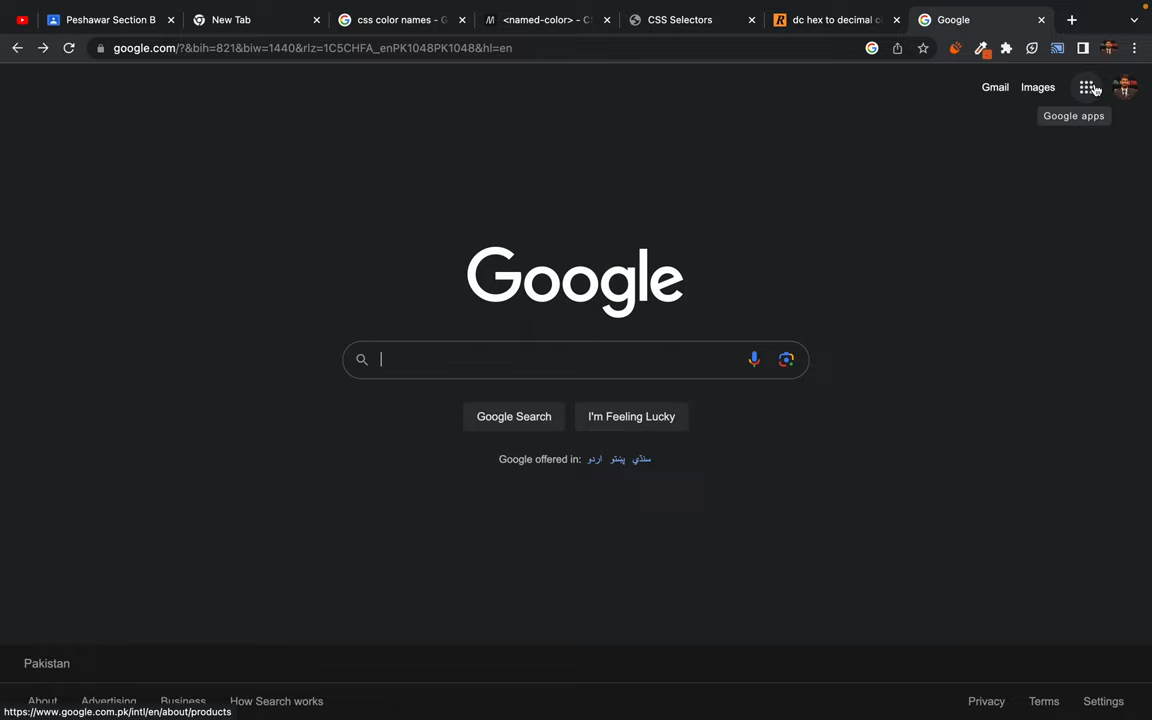 Peshawar Section B
New Tab
css color names - G
<named-color> - CS
CSS Selectors
dc hex to decimal co
Google
google.com/?&bih=821&biw=1440&rlz=1C5CHFA_enPK1048PK1048&hl=en
Gmail
Images
Google apps
Google
Google Search
I'm Feeling Lucky
Google offered in: اردو پښتو سنڌي
Pakistan
About
Advertising
Business
How Search works
Privacy
Terms
Settings
https://www.google.com.pk/intl/en/about/products